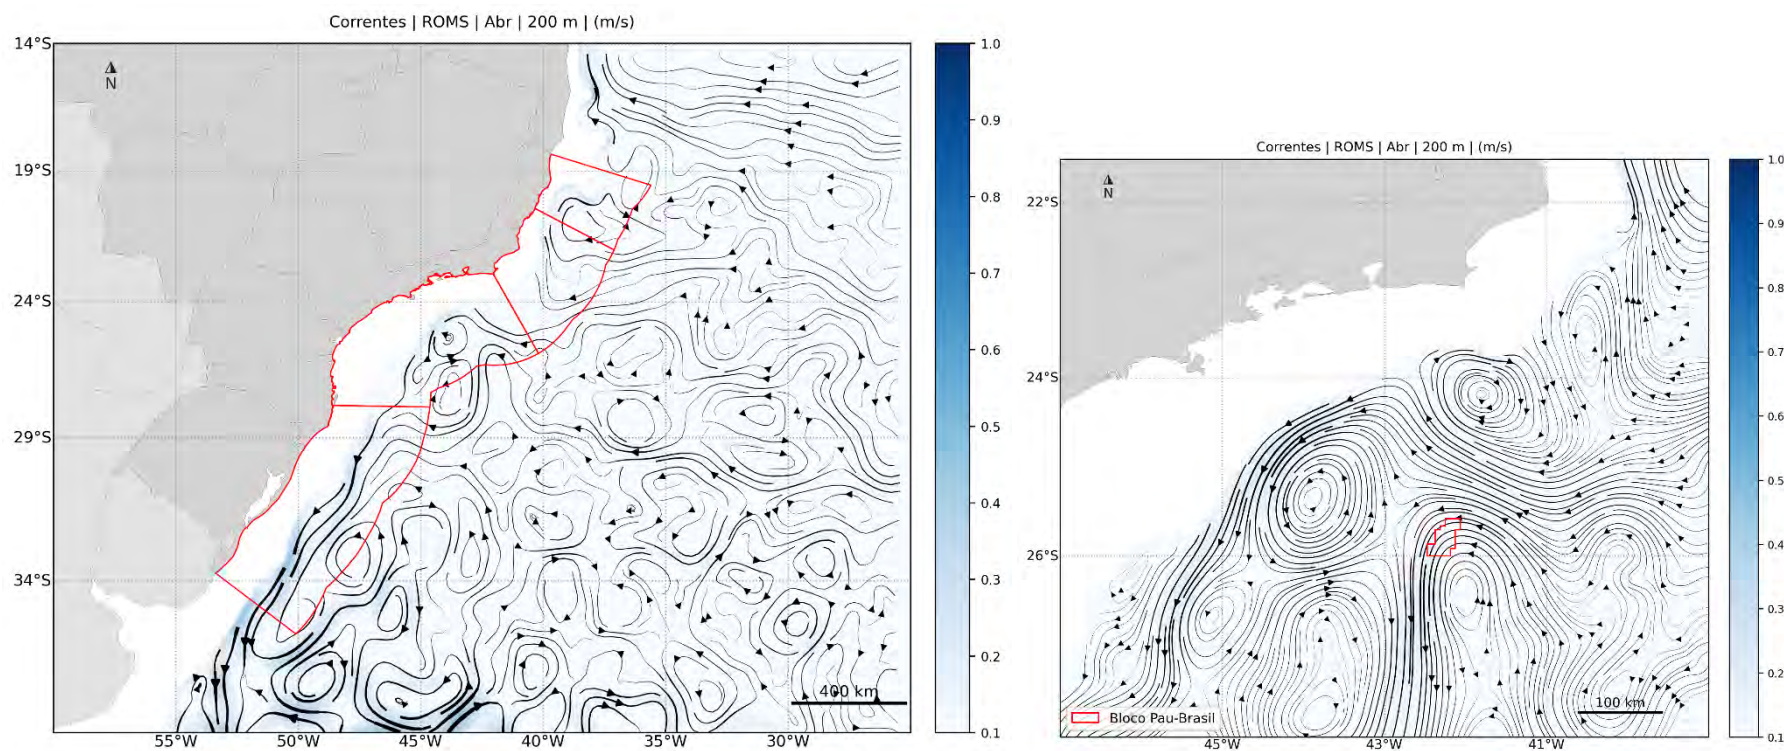 Correntes | ROMS | Abr | 200 m | (m/s)
14°S
19°S
24°S
29°S
34°S
N
400 km
55°W 50°W 45°W 40°W 35°W 30°W
1.0
0.9
0.8
0.7
0.6
0.5
0.4
0.3
0.2
0.1
Correntes | ROMS | Abr | 200 m | (m/s)
22°S
24°S
26°S
N
Bloco Pau-Brasil
100 km
45°W 43°W 41°W
1.0
0.9
0.8
0.7
0.6
0.5
0.4
0.3
0.2
0.1